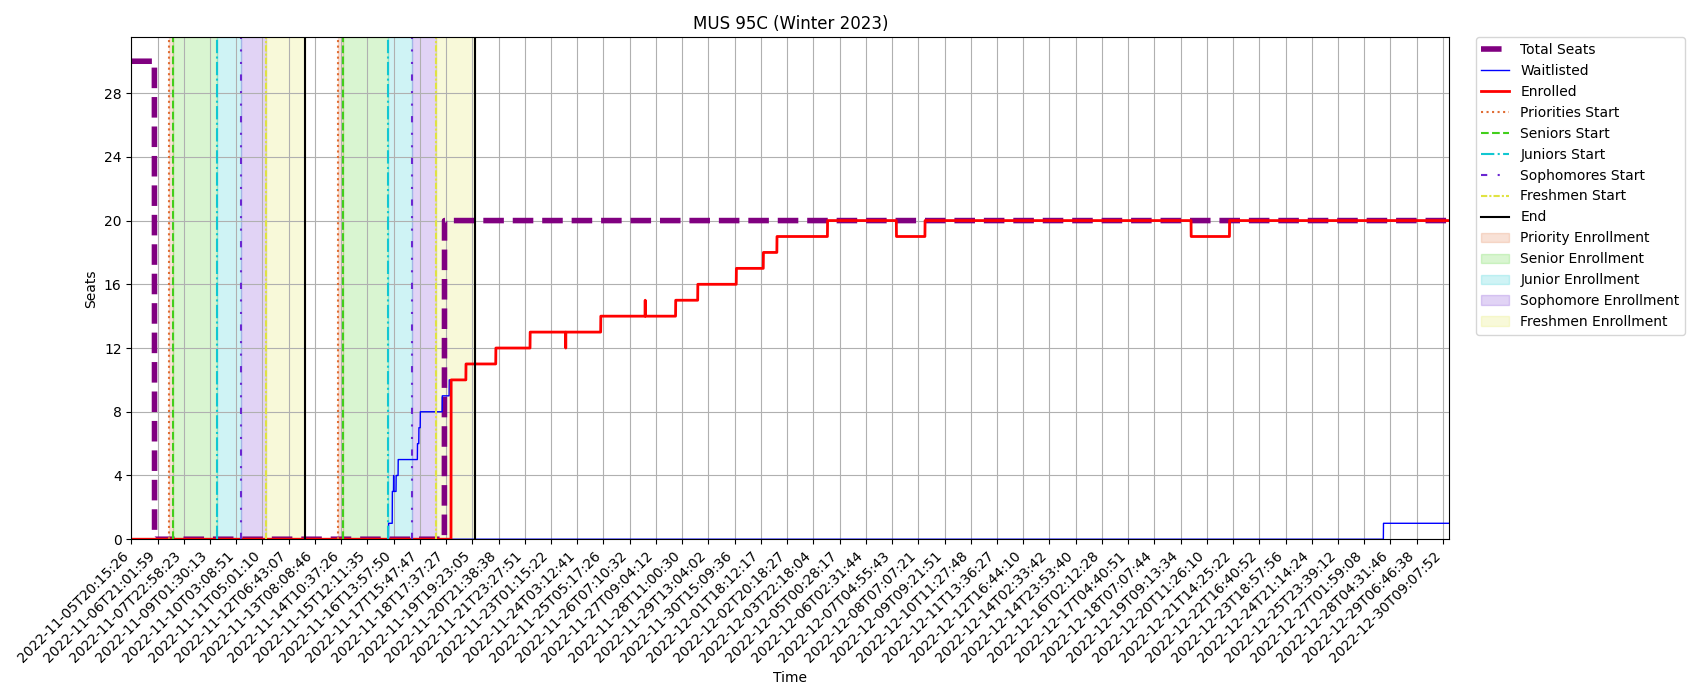 MUS 95C (Winter 2023)
Seats
28
24
20
16
12
8
4
0
2022-11-05T20:15:26
2022-11-06T21:01:59
2022-11-07T22:58:23
2022-11-09T01:30:13
2022-11-10T03:08:51
2022-11-11T05:01:10
2022-11-12T06:43:07
2022-11-13T08:08:46
2022-11-14T10:37:26
2022-11-15T12:11:35
2022-11-16T13:57:50
2022-11-17T15:47:47
2022-11-18T17:37:27
2022-11-19T19:23:05
2022-11-20T21:38:38
2022-11-21T23:27:51
2022-11-23T01:15:22
2022-11-24T03:12:41
2022-11-25T05:17:26
2022-11-26T07:10:32
2022-11-27T09:04:12
2022-11-28T11:00:30
2022-11-29T13:04:02
2022-11-30T15:09:36
2022-12-01T18:12:17
2022-12-02T20:18:27
2022-12-03T22:18:04
2022-12-05T00:28:17
2022-12-06T02:31:44
2022-12-07T04:55:43
2022-12-08T07:07:21
2022-12-09T09:21:51
2022-12-10T11:27:48
2022-12-11T13:36:27
2022-12-12T16:44:10
2022-12-14T02:33:42
2022-12-14T23:53:40
2022-12-16T02:12:28
2022-12-17T04:40:51
2022-12-18T07:07:44
2022-12-19T09:13:34
2022-12-20T11:26:10
2022-12-21T14:25:22
2022-12-22T16:40:52
2022-12-23T18:57:56
2022-12-24T21:14:24
2022-12-25T23:39:12
2022-12-27T01:59:08
2022-12-28T04:31:46
2022-12-29T06:46:38
2022-12-30T09:07:52
Time
Total Seats
Waitlisted
Enrolled
Priorities Start
Seniors Start
Juniors Start
Sophomores Start
Freshmen Start
End
Priority Enrollment
Senior Enrollment
Junior Enrollment
Sophomore Enrollment
Freshmen Enrollment